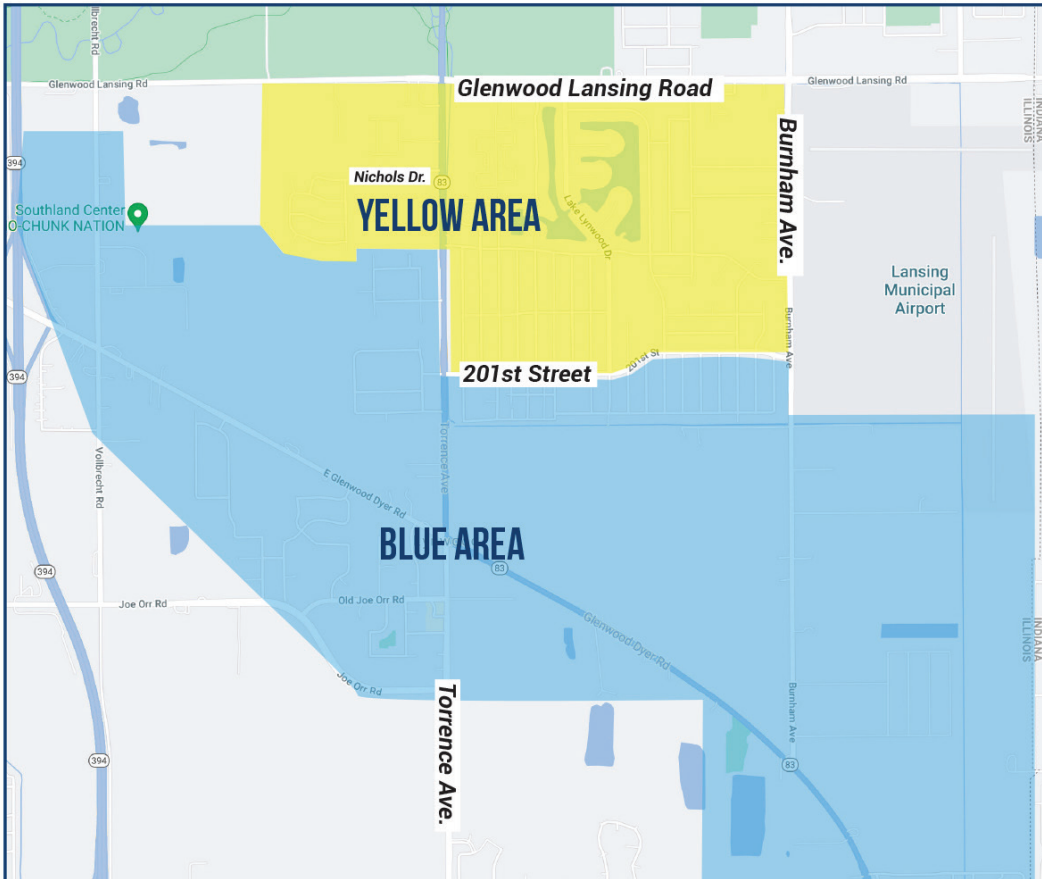 Vollbrecht Rd
Glenwood Lansing Rd
Glenwood Lansing Road
Glenwood Lansing Rd
INDIANA
ILLINOIS
Burnham Ave.
394
Nichols Dr.
83
YELLOW AREA
Lake Lynwood Dr
Southland Center
O-CHUNK NATION
Lansing
Municipal
Airport
Burnham Ave
201st St
201st Street
394
Vollbrecht Rd
Torrence Ave
E Glenwood Dyer Rd
BLUE AREA
83
394
Joe Orr Rd
Old Joe Orr Rd
Glenwood Dyer Rd
INDIANA
ILLINOIS
Joe Orr Rd
Torrence Ave.
Burnham Ave
394
83